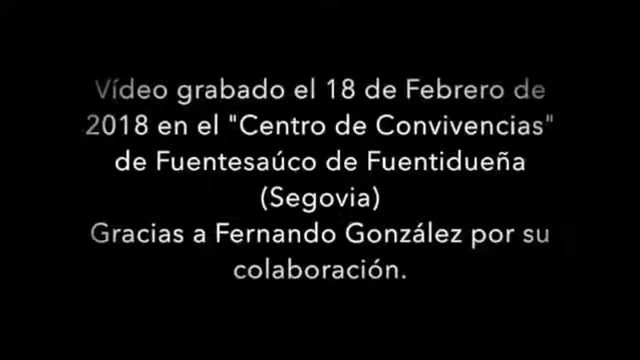 Vídeo grabado el 18 de Febrero de
2018 en el "Centro de Convivencias"
de Fuentesaúco de Fuentidueña
(Segovia)
Gracias a Fernando González por su
colaboración.